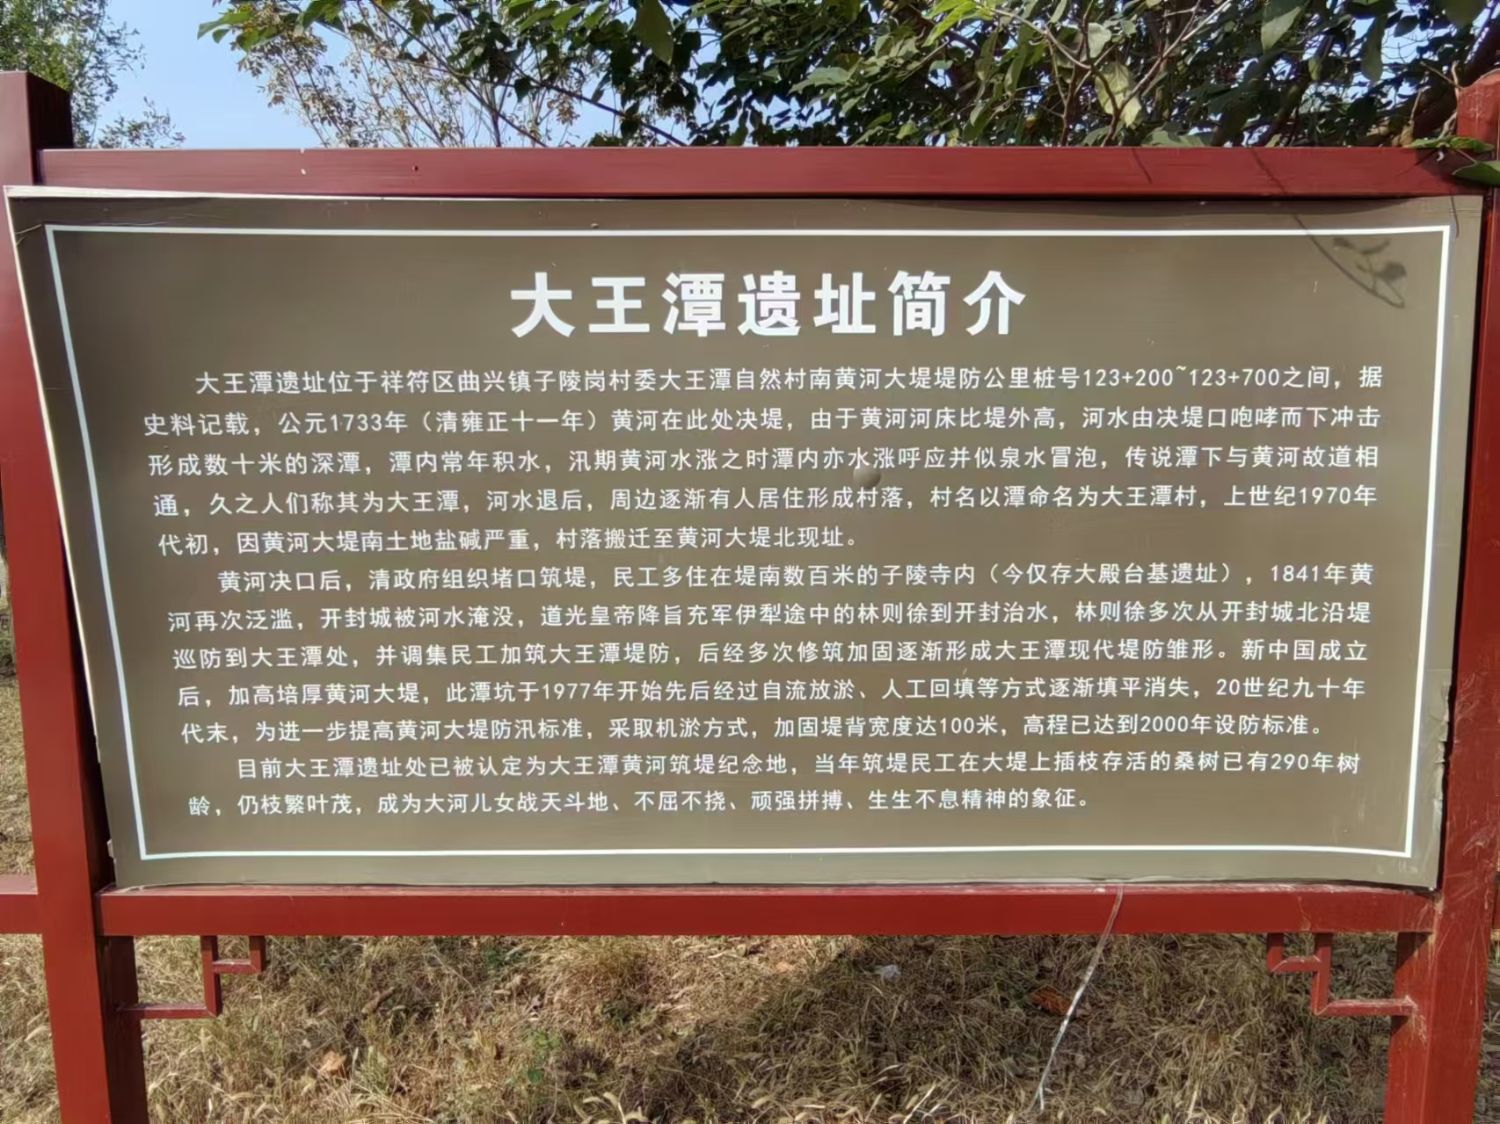 大王潭遗址简介
大王潭遗址位于祥符区曲兴镇子陵岗村委大王潭自然村南黄河大堤堤防公里桩号123+200~123+700之间，据
史料记载，公元1733年（清雍正十一年）黄河在此处决堤，由于黄河河床比堤外高，河水由决堤口咆哮而下冲击
形成数十米的深潭，潭内常年积水，汛期黄河水涨之时潭内亦水涨呼应并似泉水冒泡，传说潭下与黄河故道相
通，久之人们称其为大王潭，河水退后，周边逐渐有人居住形成村落，村名以潭命名为大王潭村，上世纪1970年
代初，因黄河大堤南土地盐碱严重，村落搬迁至黄河大堤北现址。
黄河决口后，清政府组织堵口筑堤，民工多住在堤南数百米的子陵寺内（今仅存大殿台基遗址），1841年黄
河再次泛滥，开封城被河水淹没，道光皇帝降旨充军伊犁途中的林则徐到开封治水，林则徐多次从开封城北沿堤
巡防到大王潭处，并调集民工加筑大王潭堤防，后经多次修筑加固逐渐形成大王潭现代堤防雏形。新中国成立
后，加高培厚黄河大堤，此潭坑于1977年开始先后经过自流放淤、人工回填等方式逐渐填平消失，20世纪九十年
代末，为进一步提高黄河大堤防汛标准，采取机淤方式，加固堤背宽度达100米，高程已达到2000年设防标准。
目前大王潭遗址处已被认定为大王潭黄河筑堤纪念地，当年筑堤民工在大堤上插枝存活的桑树已有290年树
龄，仍枝繁叶茂，成为大河儿女战天斗地、不屈不挠、顽强拼搏、生生不息精神的象征。